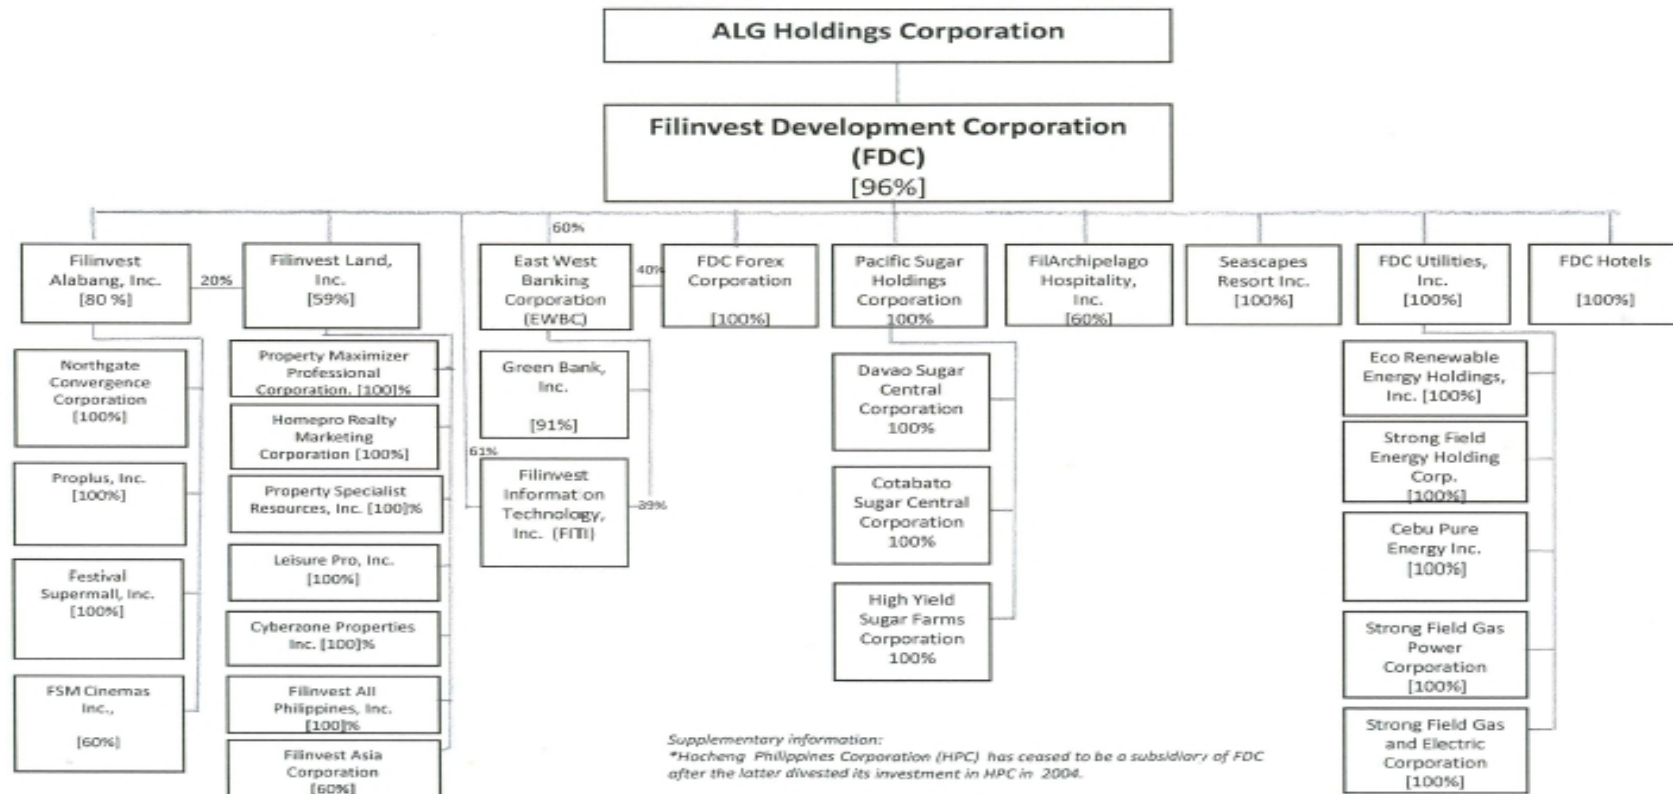 ALG Holdings Corporation
Filinvest Development Corporation
(FDC)
[96%]
60%
Filinvest
Alabang, Inc.
[80 %]
20%
Filinvest Land,
Inc.
[59%]
East West
Banking
Corporation
(EWBC)
40%
FDC Forex
Corporation
[100%]
Pacific Sugar
Holdings
Corporation
100%
FilArchipelago
Hospitality,
Inc.
[60%]
Seascapes
Resort Inc.
[100%]
FDC Utilities,
Inc.
[100%]
FDC Hotels
[100%]
Northgate
Convergence
Corporation
[100%]
Proplus, Inc.
[100%]
Festival
Supermall, Inc.
[100%]
FSM Cinemas
Inc.,
[60%]
Property Maximizer
Professional
Corporation. [100]%
Homepro Realty
Marketing
Corporation [100%]
Property Specialist
Resources, Inc. [100]%
Leisure Pro, Inc.
[100%]
Cyberzone Properties
Inc. [100]%
Filinvest All
Philippines, Inc.
[100]%
Filinvest Asia
Corporation
[60%]
Green Bank,
Inc.
[91%]
61%
Filinvest
Information
Technology,
Inc. (FITI)
39%
Davao Sugar
Central
Corporation
100%
Cotabato
Sugar Central
Corporation
100%
High Yield
Sugar Farms
Corporation
100%
Eco Renewable
Energy Holdings,
Inc. [100%]
Strong Field
Energy Holding
Corp.
[100%]
Cebu Pure
Energy Inc.
[100%]
Strong Field Gas
Power
Corporation
[100%]
Strong Field Gas
and Electric
Corporation
[100%]
Supplementary information:
*Hocheng Philippines Corporation (HPC) has ceased to be a subsidiary of FDC
after the latter divested its investment in HPC in 2004.